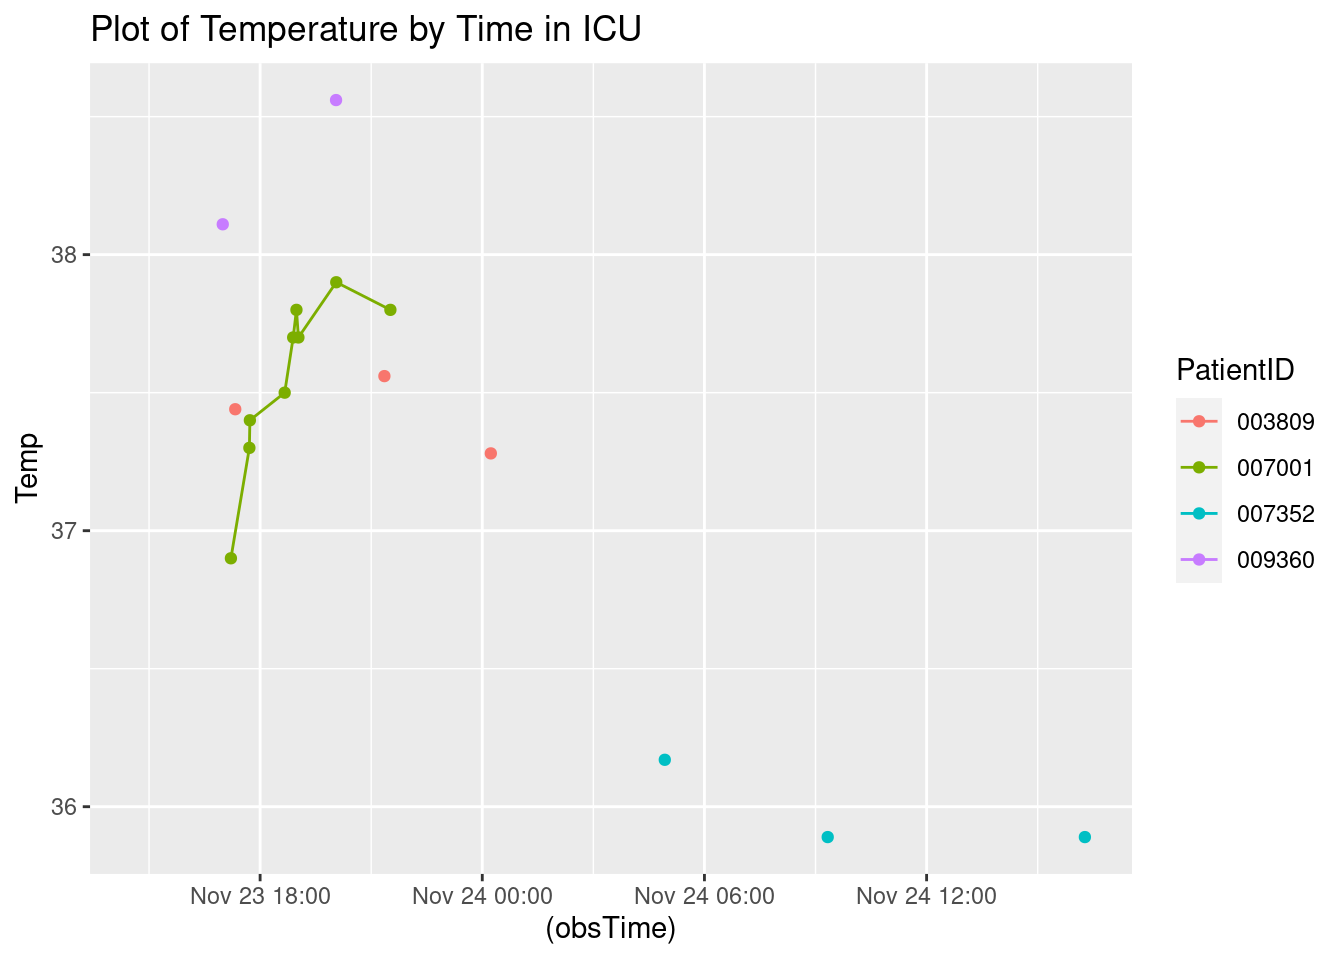 Plot of Temperature by Time in ICU
Temp
38
37
36
Nov 23 18:00
Nov 24 00:00
Nov 24 06:00
Nov 24 12:00
(obsTime)
PatientID
003809
007001
007352
009360